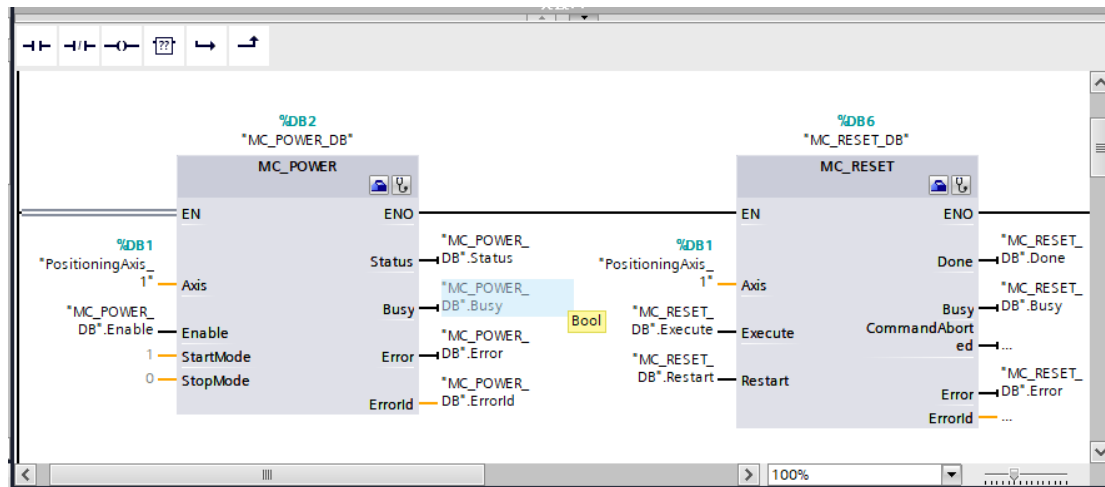 ??
%DB2
"MC_POWER_DB"
MC_POWER
EN
ENO
%DB1
"PositioningAxis_
1"
Axis
"MC_POWER_
DB".Enable
Enable
1
StartMode
0
StopMode
Status
"MC_POWER_
DB".Status
Busy
"MC_POWER_
DB".Busy
Bool
Error
"MC_POWER_
DB".Error
ErrorId
"MC_POWER_
DB".ErrorId
%DB6
"MC_RESET_DB"
MC_RESET
EN
ENO
%DB1
"PositioningAxis_
1"
Axis
"MC_RESET_
DB".Execute
Execute
"MC_RESET_
DB".Restart
Restart
Done
"MC_RESET_
DB".Done
Busy
"MC_RESET_
DB".Busy
CommandAbort
ed
...
Error
"MC_RESET_
DB".Error
ErrorId
...
100%